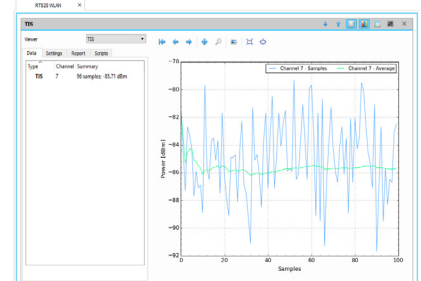 RTS25 WLAN ×
TIS ×
Viewer TIS
Data Settings Report Scripts
Type Channel Summary
TIS 7 96 samples; -85,71 dBm
Channel 7 - Samples Channel 7 - Average
-78
-80
-82
-84
-86
-88
-90
-92
Power [dBm]
0 20 40 60 80 100
Samples